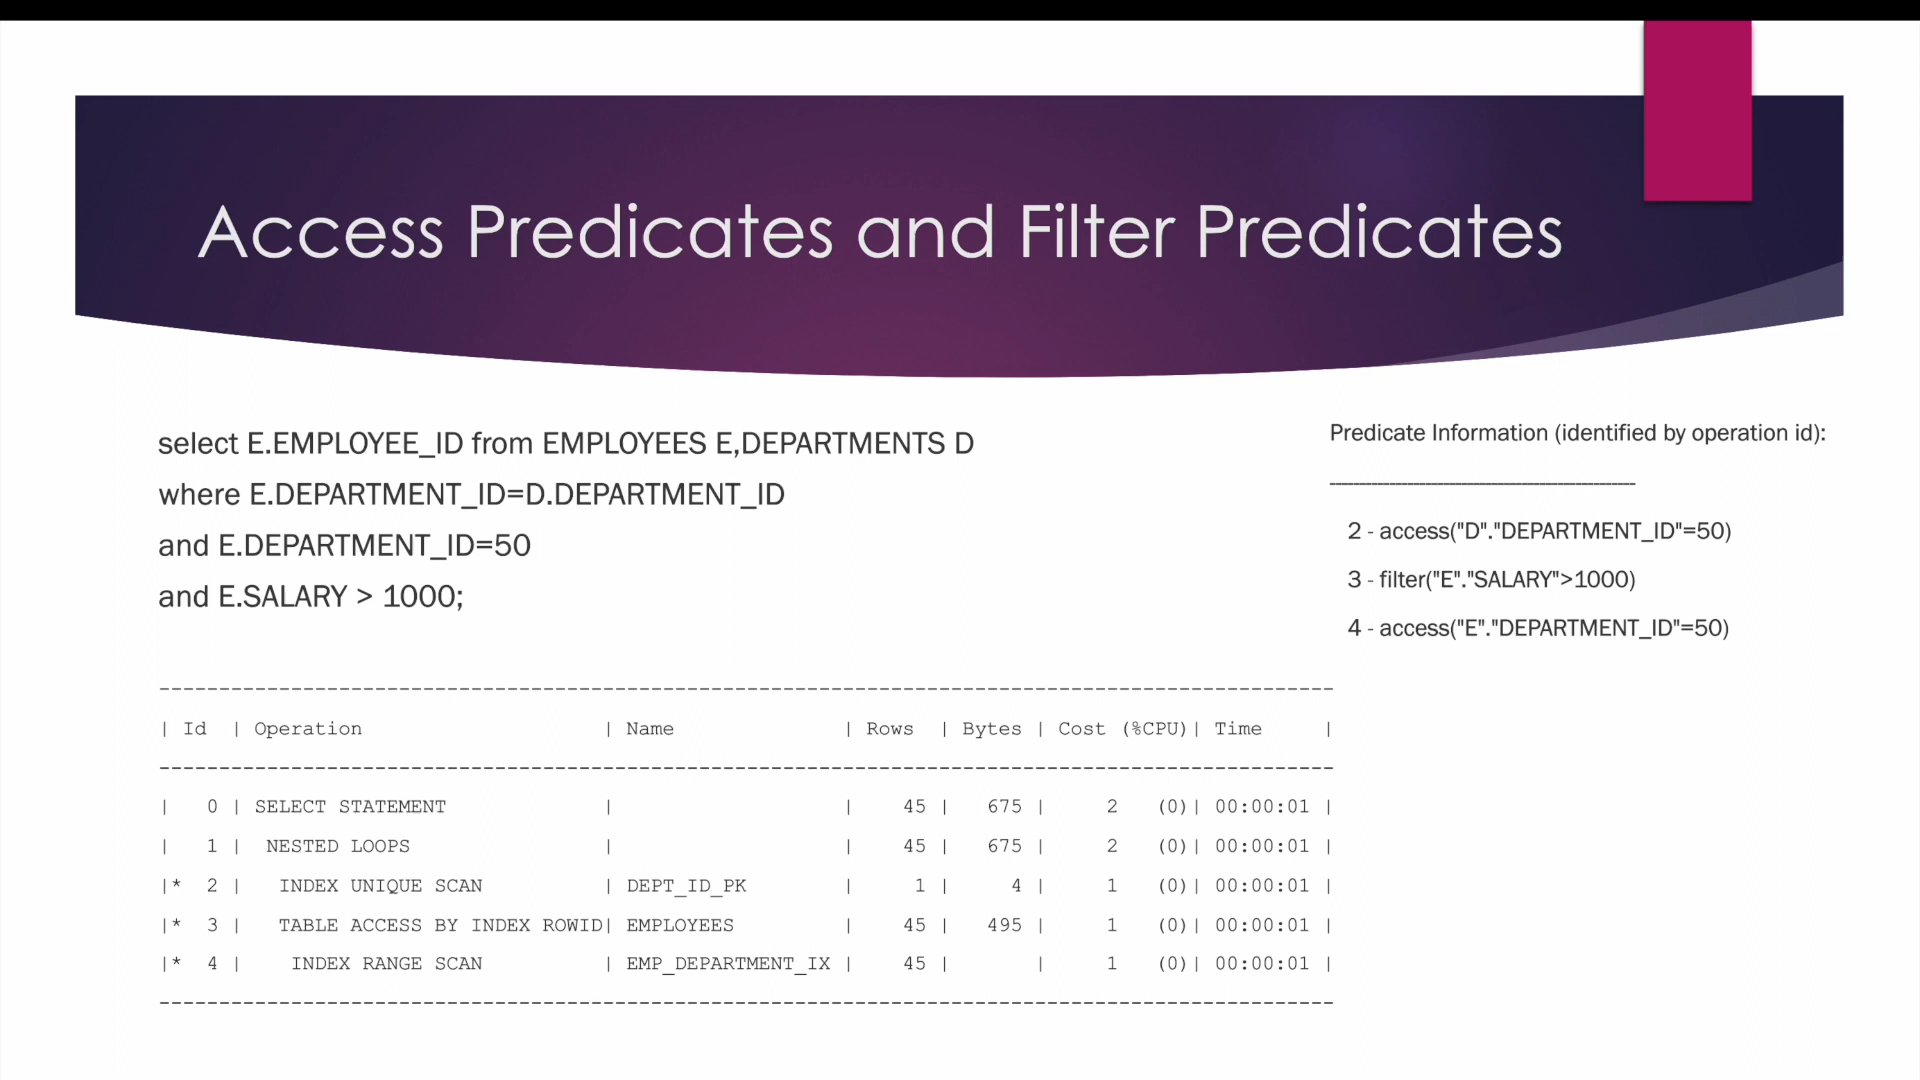 Access Predicates and Filter Predicates
select E.EMPLOYEE_ID from EMPLOYEES E,DEPARTMENTS D
where E.DEPARTMENT_ID=D.DEPARTMENT_ID
and E.DEPARTMENT_ID=50
and E.SALARY > 1000;
Predicate Information (identified by operation id):
---------------------------------------------------
2 - access("D"."DEPARTMENT_ID"=50)
3 - filter("E"."SALARY">1000)
4 - access("E"."DEPARTMENT_ID"=50)
--------------------------------------------------------------------------------------------------
| Id  | Operation                    | Name              | Rows  | Bytes | Cost (%CPU)| Time     |
--------------------------------------------------------------------------------------------------
|   0 | SELECT STATEMENT             |                   |    45 |   675 |     2   (0)| 00:00:01 |
|   1 |  NESTED LOOPS                |                   |    45 |   675 |     2   (0)| 00:00:01 |
|*  2 |   INDEX UNIQUE SCAN          | DEPT_ID_PK        |     1 |     4 |     1   (0)| 00:00:01 |
|*  3 |   TABLE ACCESS BY INDEX ROWID| EMPLOYEES         |    45 |   495 |     1   (0)| 00:00:01 |
|*  4 |    INDEX RANGE SCAN          | EMP_DEPARTMENT_IX |    45 |       |     1   (0)| 00:00:01 |
--------------------------------------------------------------------------------------------------